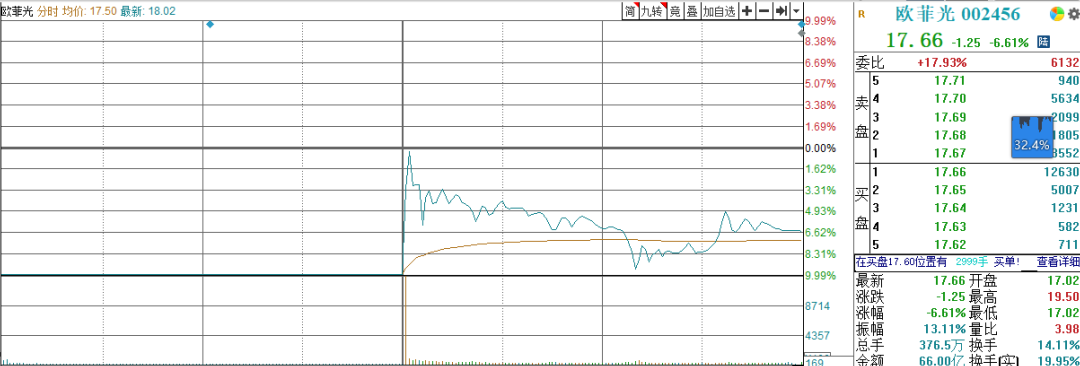 欧菲光 分时 均价: 17.50 最新: 18.02
简 九转 竞 叠 加自选
9.99%
8.38%
6.69%
5.07%
3.38%
1.69%
0.00%
1.62%
3.31%
4.93%
6.62%
8.31%
9.99%
8714
4357
169
R 欧菲光 002456
17.66 -1.25 -6.61% 陆
委比 +17.93% 6132
卖盘
5 17.71 940
4 17.70 5634
3 17.69 2099
2 17.68 1805
1 17.67 3552
32.4%
买盘
1 17.66 12630
2 17.65 5007
3 17.64 1231
4 17.63 582
5 17.62 711
在买盘17.60位置有 2999手 买单! 查看详细
最新 17.66 开盘 17.02
涨跌 -1.25 最高 19.50
涨幅 -6.61% 最低 17.02
振幅 13.11% 量比 3.98
总手 376.5万 换手 14.11%
金额 66.00亿 换手(实) 19.95%